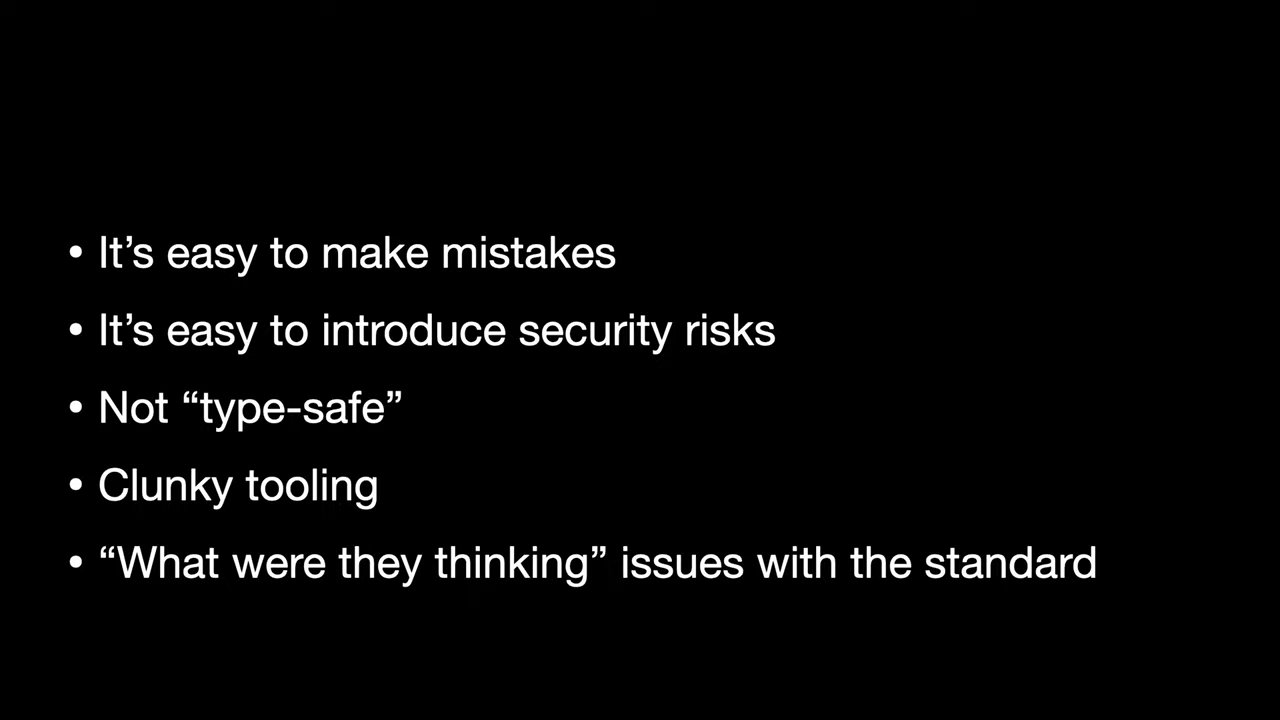 • It’s easy to make mistakes
• It’s easy to introduce security risks
• Not “type-safe”
• Clunky tooling
• “What were they thinking” issues with the standard